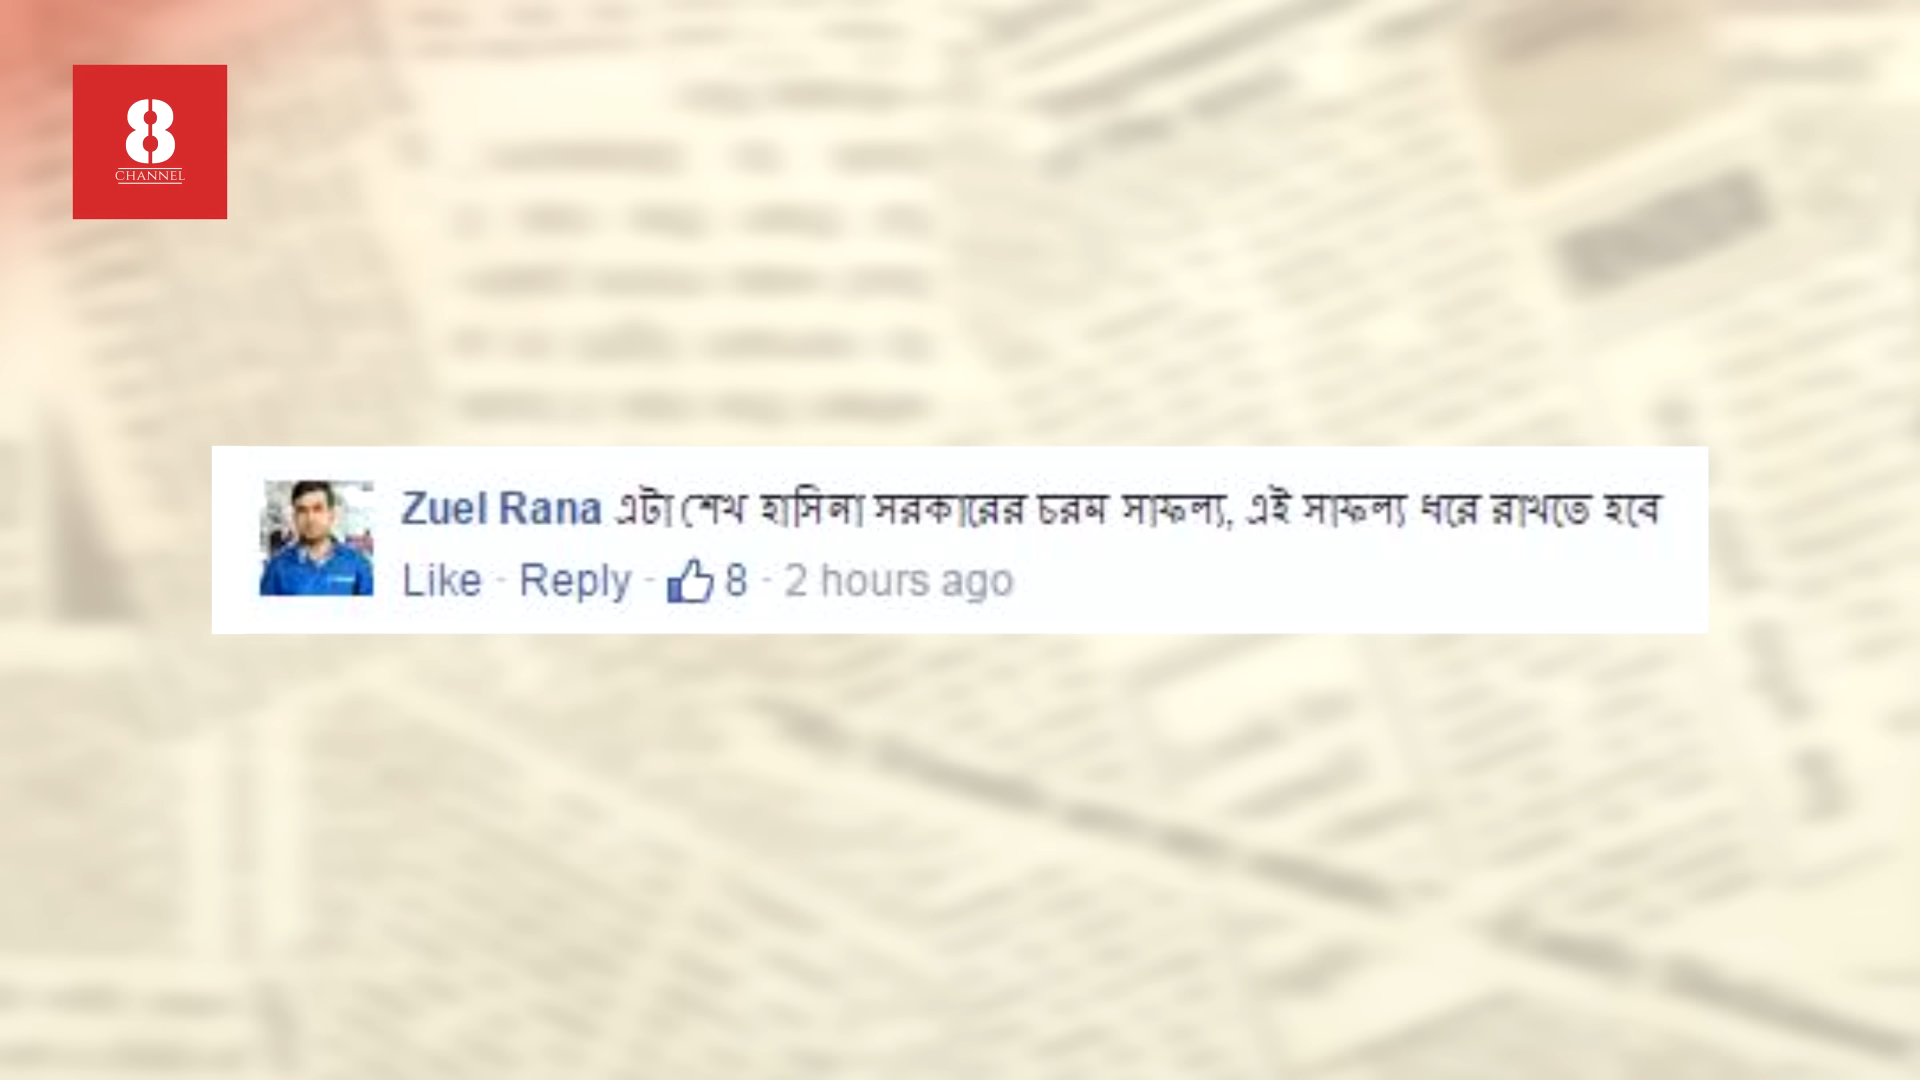 8
CHANNEL
Zuel Rana এটা শেখ হাসিনা সরকারের চরম সাফল্য, এই সাফল্য ধরে রাখতে হবে
Like · Reply · 8 · 2 hours ago